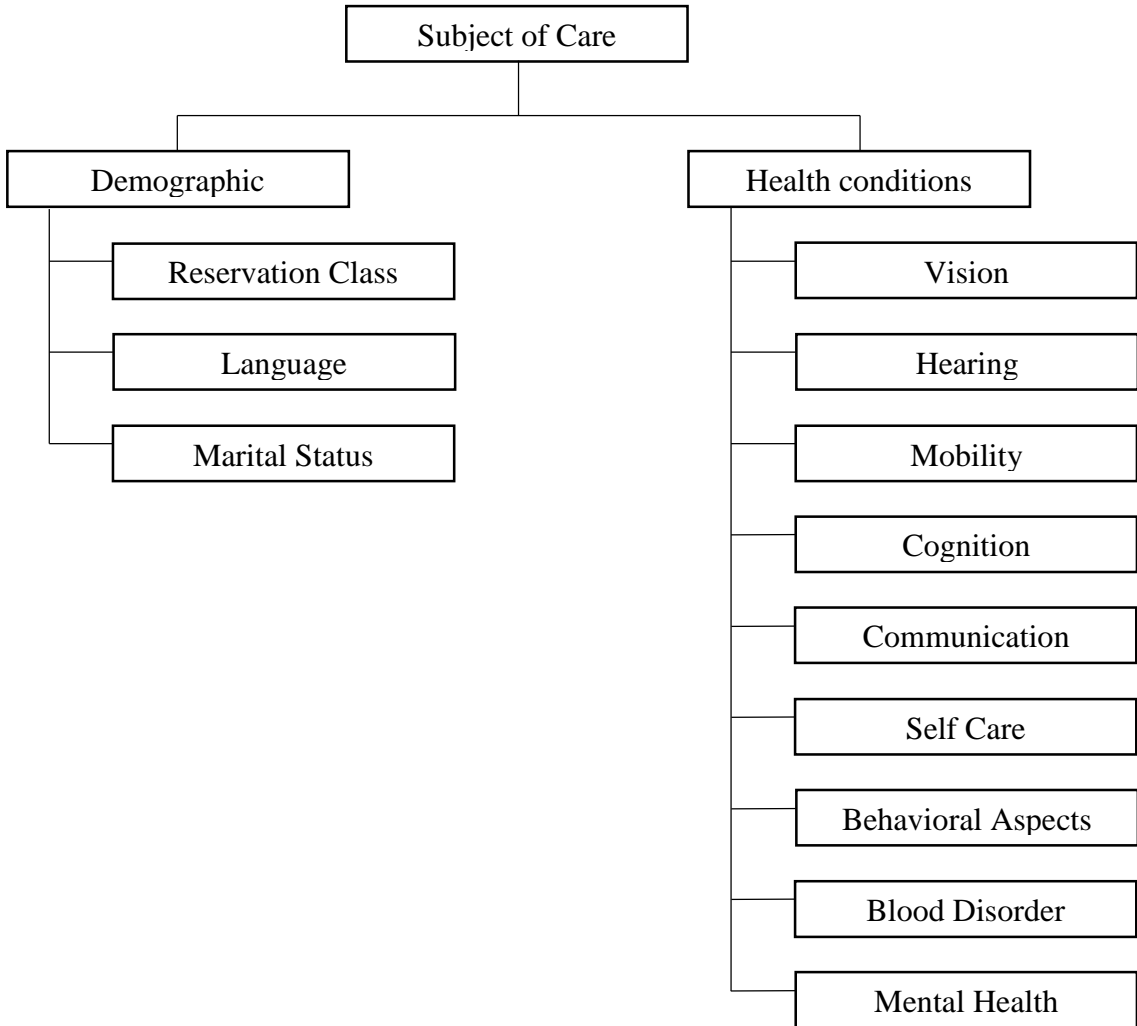 Subject of Care
Demographic
Reservation Class
Language
Marital Status
Health conditions
Vision
Hearing
Mobility
Cognition
Communication
Self Care
Behavioral Aspects
Blood Disorder
Mental Health